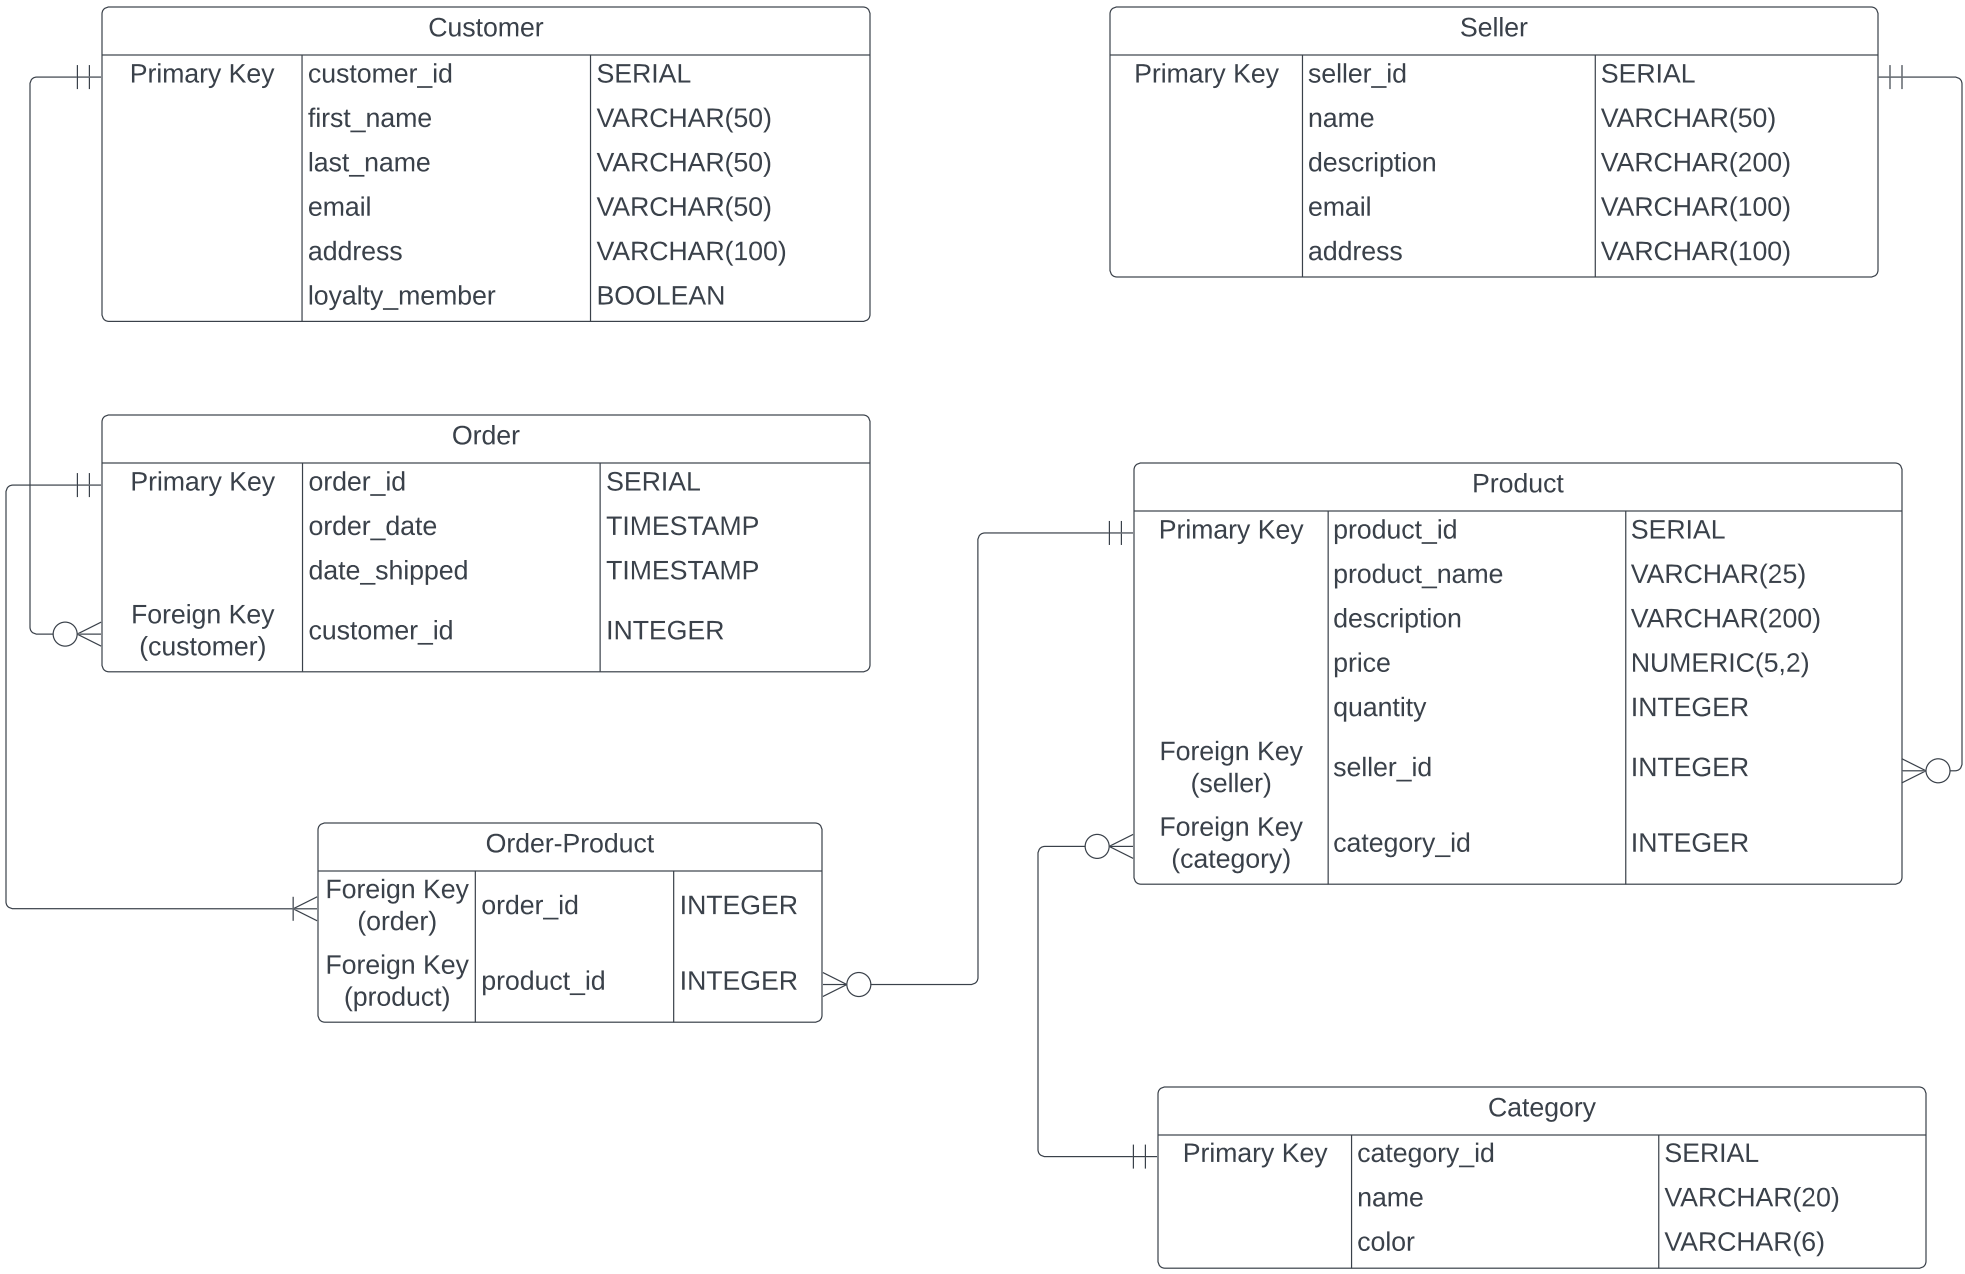 Customer
Primary Key customer_id SERIAL
first_name VARCHAR(50)
last_name VARCHAR(50)
email VARCHAR(50)
address VARCHAR(100)
loyalty_member BOOLEAN
Seller
Primary Key seller_id SERIAL
name VARCHAR(50)
description VARCHAR(200)
email VARCHAR(100)
address VARCHAR(100)
Order
Primary Key order_id SERIAL
order_date TIMESTAMP
date_shipped TIMESTAMP
Foreign Key
(customer) customer_id INTEGER
Product
Primary Key product_id SERIAL
product_name VARCHAR(25)
description VARCHAR(200)
price NUMERIC(5,2)
quantity INTEGER
Foreign Key
(seller) seller_id INTEGER
Foreign Key
(category) category_id INTEGER
Order-Product
Foreign Key
(order) order_id INTEGER
Foreign Key
(product) product_id INTEGER
Category
Primary Key category_id SERIAL
name VARCHAR(20)
color VARCHAR(6)